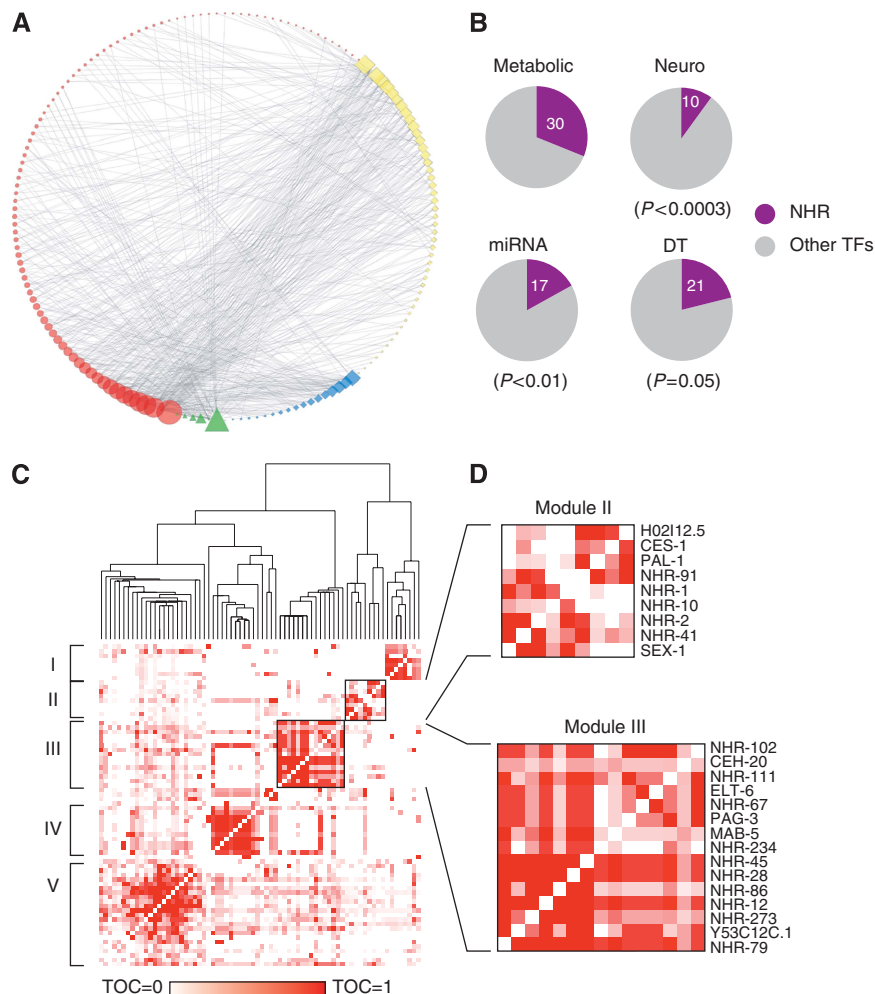 A
B
Metabolic
Neuro
30
10
(P<0.0003)
NHR
Other TFs
miRNA
DT
17
21
(P<0.01)
(P=0.05)
C
I
II
III
IV
V
TOC=0
TOC=1
D
Module II
H02I12.5
CES-1
PAL-1
NHR-91
NHR-1
NHR-10
NHR-2
NHR-41
SEX-1
Module III
NHR-102
CEH-20
NHR-111
ELT-6
NHR-67
PAG-3
MAB-5
NHR-234
NHR-45
NHR-28
NHR-86
NHR-12
NHR-273
Y53C12C.1
NHR-79